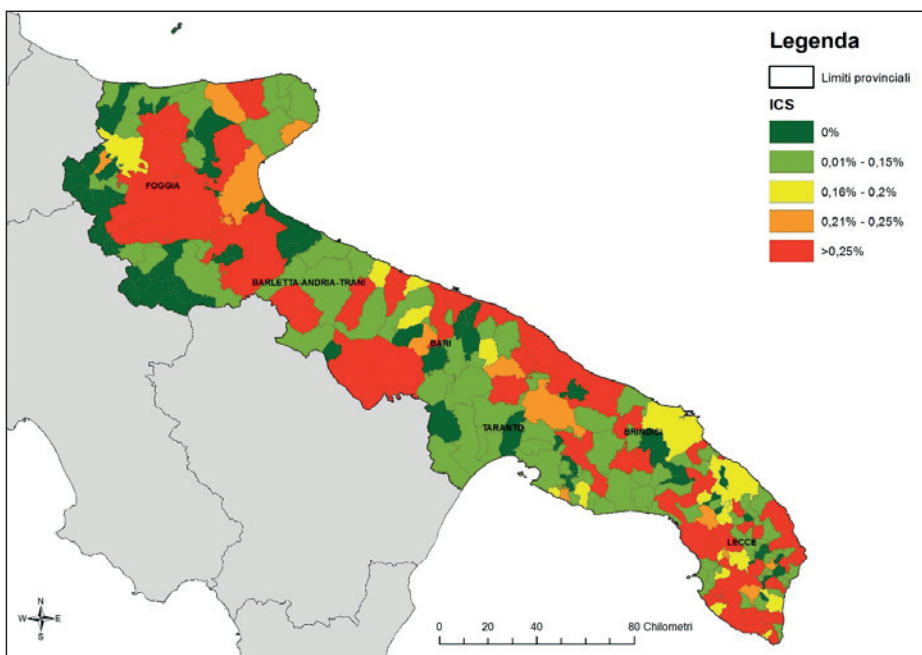 Legenda
Limiti provinciali
ICS
0%
0,01% - 0,15%
0,16% - 0,2%
0,21% - 0,25%
>0,25%
FOGGIA
BARLETTA-ANDRIA-TRANI
BARI
TARANTO
BRINDISI
LECCE
N
W E
S
0 20 40 80 Chilometri